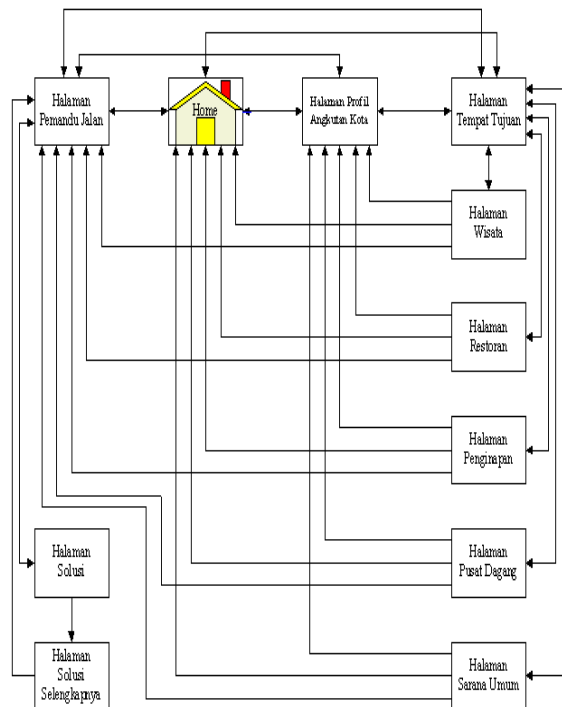 Halaman
Pemandu Jalan
Home
Halaman Profil
Angkutan Kota
Halaman
Tempat Tujuan
Halaman
Wisata
Halaman
Restoran
Halaman
Penginapan
Halaman
Solusi
Halaman
Pusat Dagang
Halaman
Solusi
Selengkapnya
Halaman
Sarana Umum